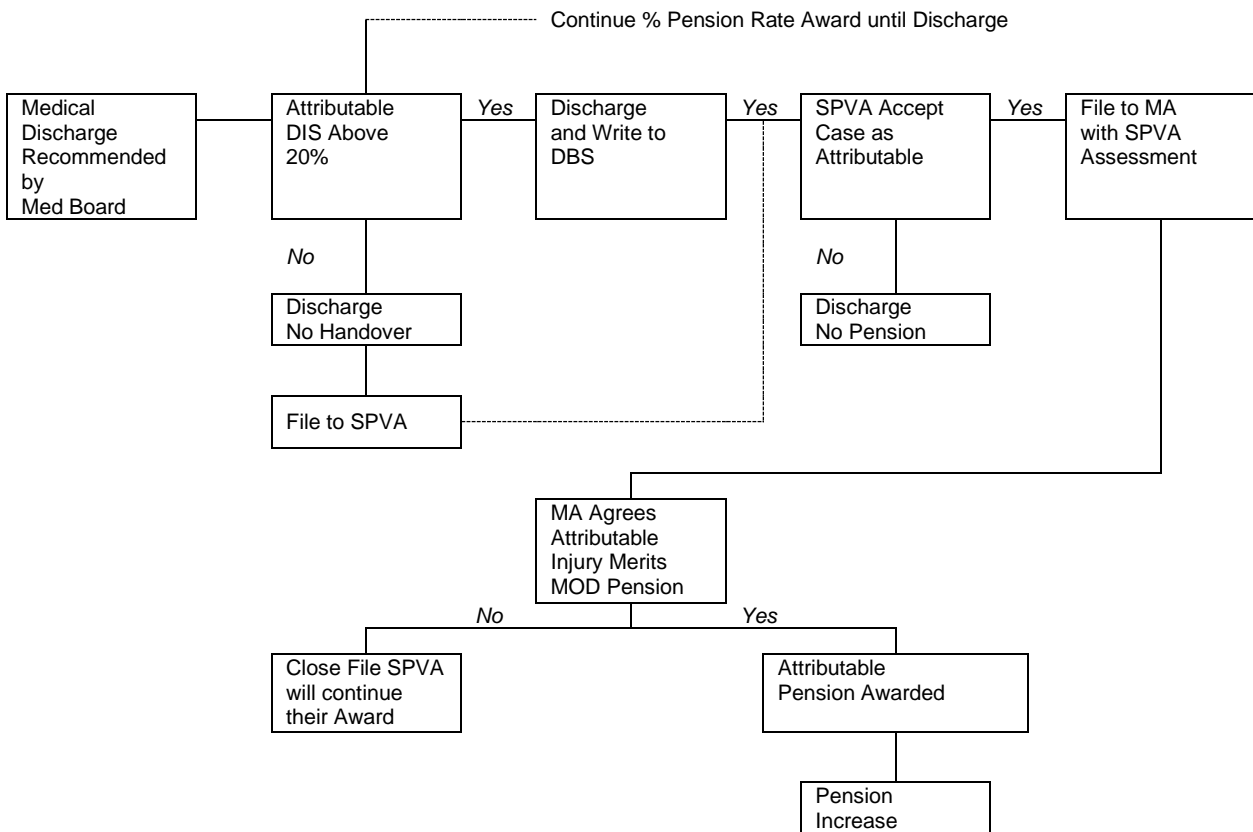 Continue % Pension Rate Award until Discharge
Medical
Discharge
Recommended
by
Med Board
Attributable
DIS Above
20%
Yes
Discharge
and Write to
DBS
Yes
SPVA Accept
Case as
Attributable
Yes
File to MA
with SPVA
Assessment
No
Discharge
No Handover
No
Discharge
No Pension
File to SPVA
MA Agrees
Attributable
Injury Merits
MOD Pension
No
Yes
Close File SPVA
will continue
their Award
Attributable
Pension Awarded
Pension
Increase